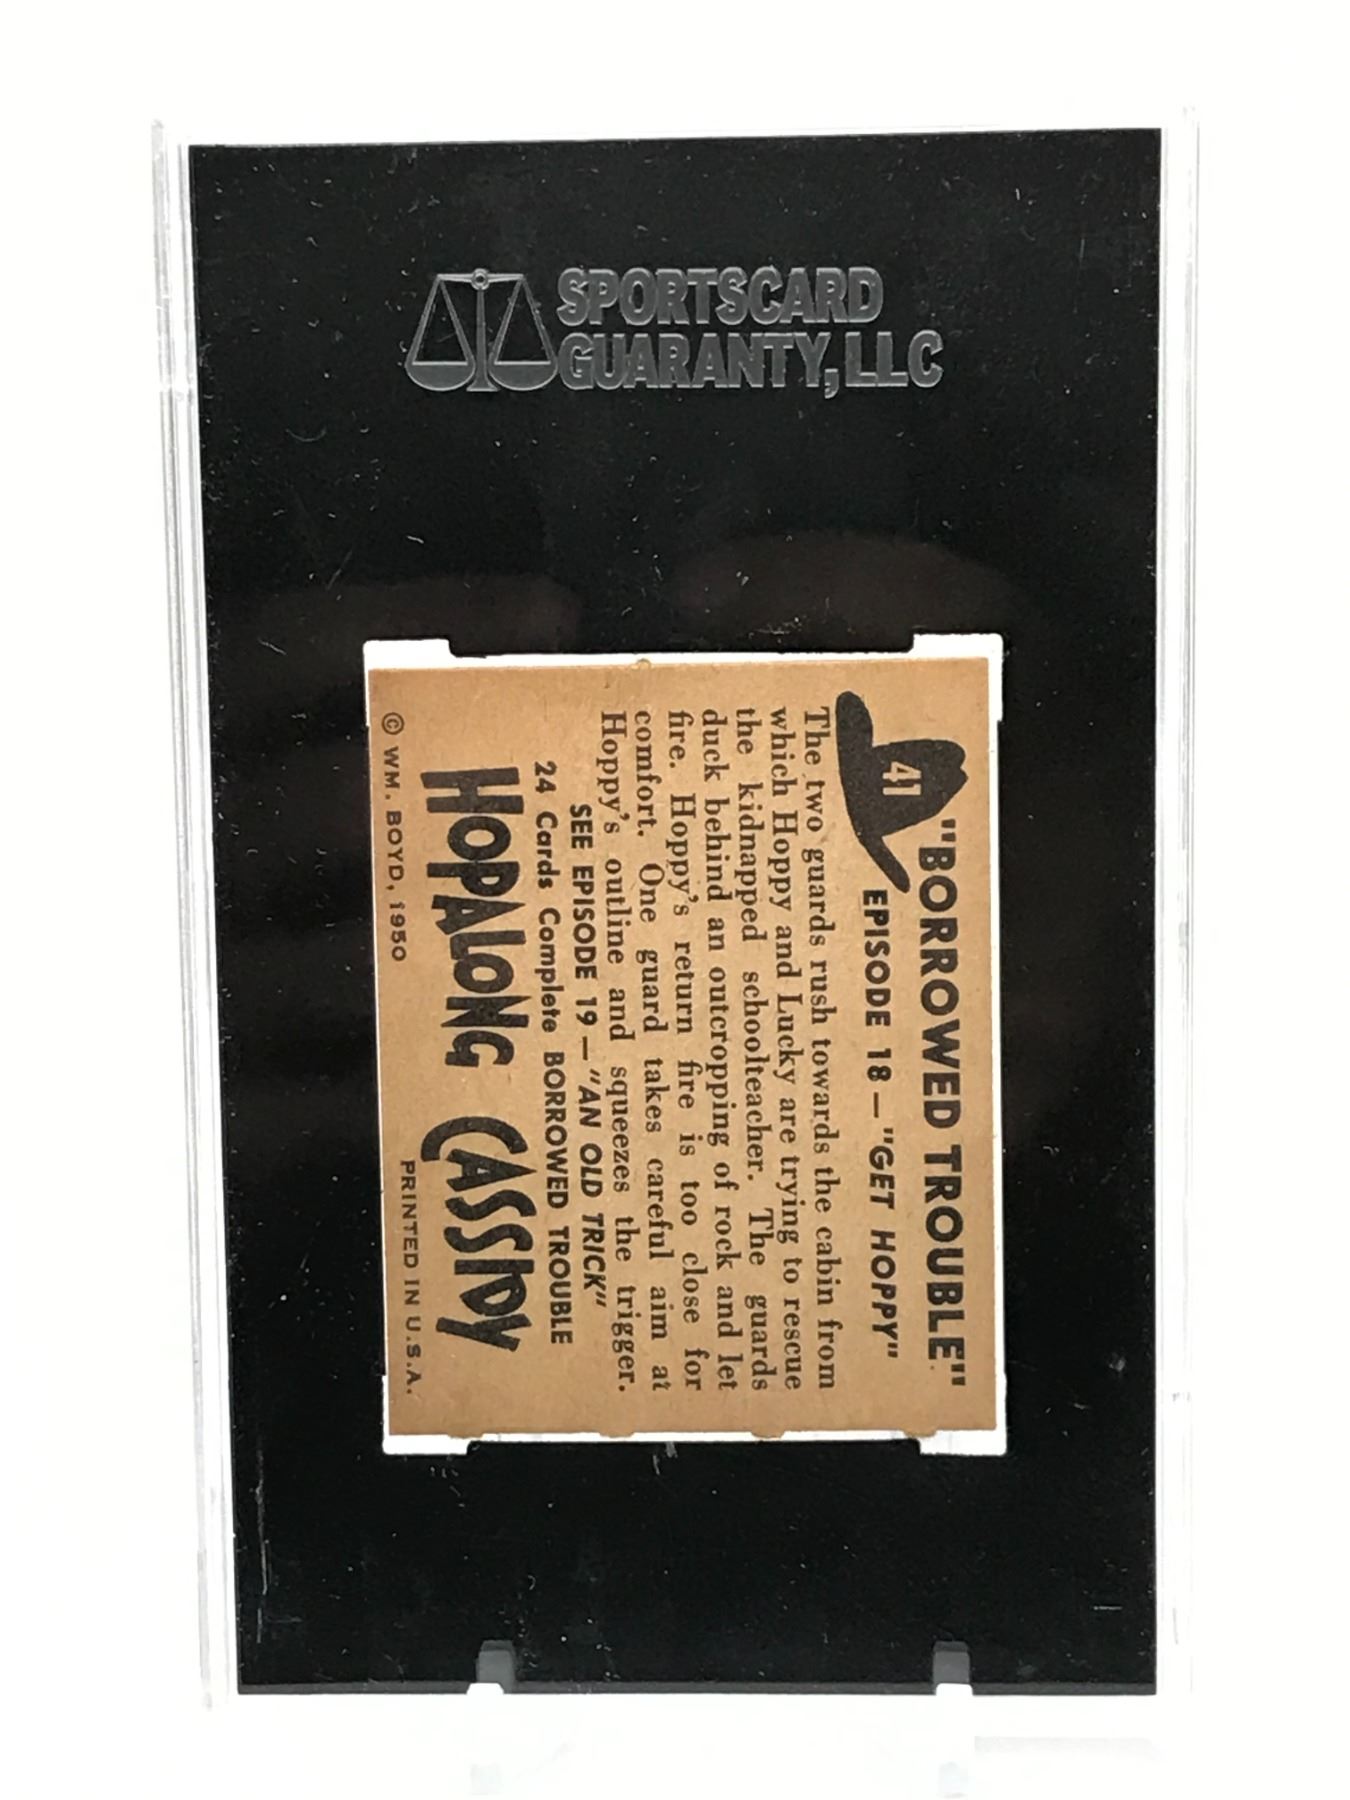 SPORTSCARD
GUARANTY, LLC
41
"BORROWED TROUBLE"
EPISODE 18 — "GET HOPPY"
The two guards rush towards the cabin from
which Hoppy and Lucky are trying to rescue
the kidnapped schoolteacher. The guards
duck behind an outcropping of rock and let
fire. Hoppy's return fire is too close for
comfort. One guard takes careful aim at
Hoppy's outline and squeezes the trigger.
SEE EPISODE 19 — "AN OLD TRICK"
24 Cards Complete BORROWED TROUBLE
HOPALONG CASSIDY
© WM. BOYD, 1950 PRINTED IN U.S.A.